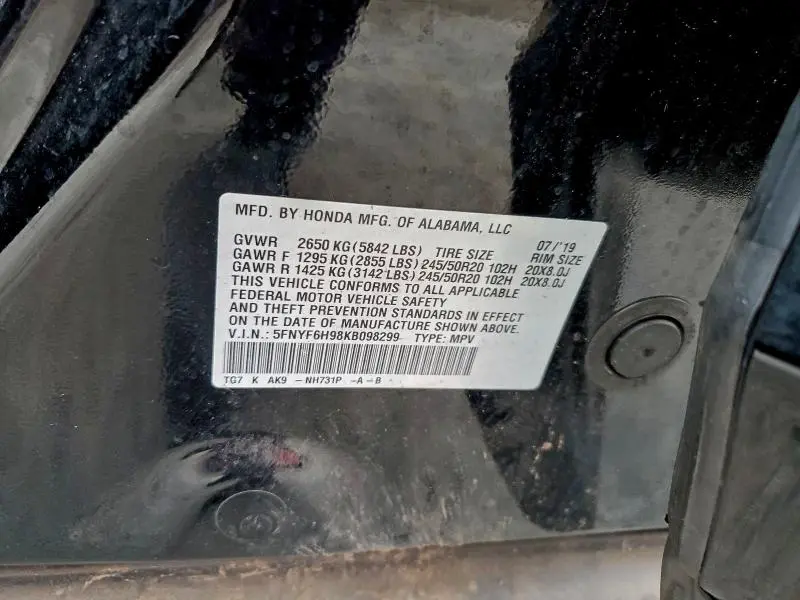 MFD. BY HONDA MFG. OF ALABAMA, LLC
GVWR 2650 KG (5842 LBS) TIRE SIZE 07/'19 RIM SIZE
GAWR F 1295 KG (2855 LBS) 245/50R20 102H 20X8.0J
GAWR R 1425 KG (3142 LBS) 245/50R20 102H 20X8.0J
THIS VEHICLE CONFORMS TO ALL APPLICABLE
FEDERAL MOTOR VEHICLE SAFETY
AND THEFT PREVENTION STANDARDS IN EFFECT
ON THE DATE OF MANUFACTURE SHOWN ABOVE.
V.I.N.: 5FNYF6H98KB098299 TYPE: MPV
TG7 K AK9 -NH731P -A-B